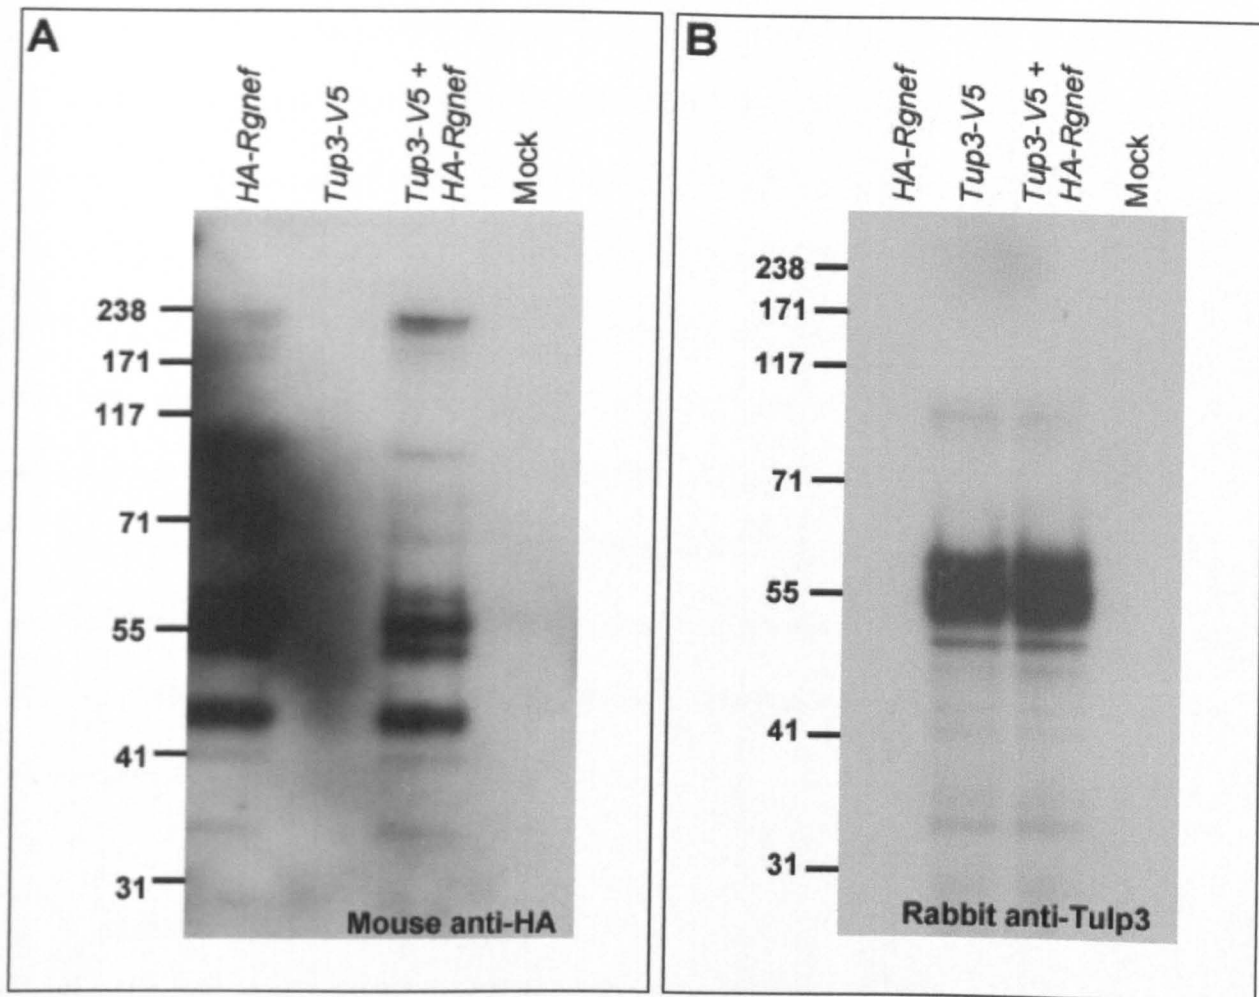 A
HA-Rgnef
Tup3-V5
Tup3-V5 +
HA-Rgnef
Mock
238
171
117
71
55
41
31
Mouse anti-HA
B
HA-Rgnef
Tup3-V5
Tup3-V5 +
HA-Rgnef
Mock
238
171
117
71
55
41
31
Rabbit anti-Tulp3